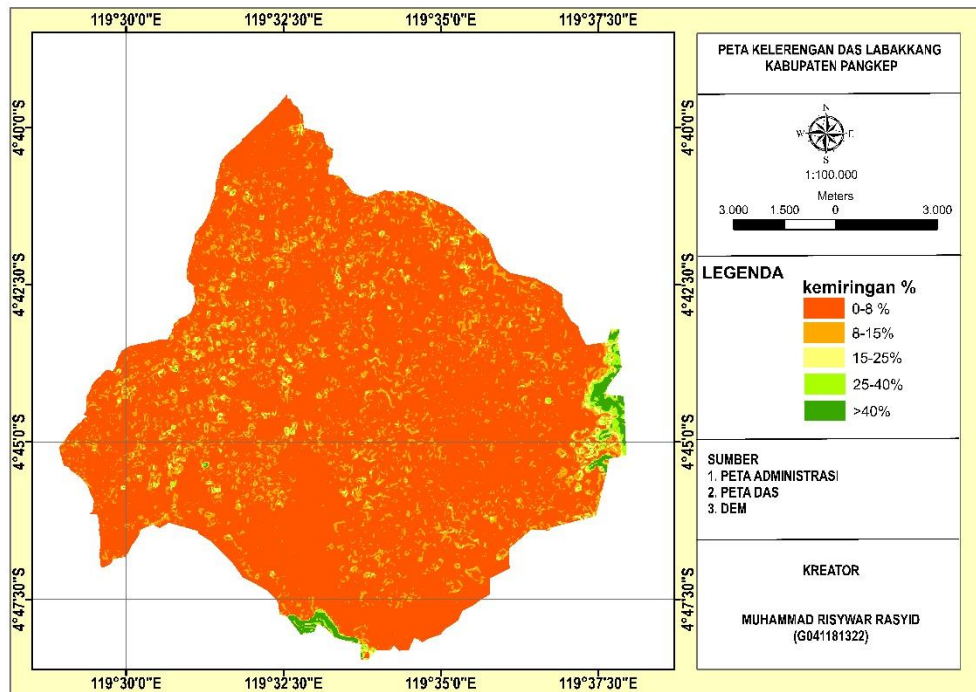 119°30'0"E 119°32'30"E 119°35'0"E 119°37'30"E
4°40'0"S 4°40'0"S
4°42'30"S 4°42'30"S
4°45'0"S 4°45'0"S
4°47'30"S 4°47'30"S
119°30'0"E 119°32'30"E 119°35'0"E 119°37'30"E
PETA KELERENGAN DAS LABAKKANG
KABUPATEN PANGKEP
N
W E
S
1:100.000
Meters
3.000 1.500 0 3.000
LEGENDA
kemiringan %
0-8 %
8-15%
15-25%
25-40%
>40%
SUMBER
1. PETA ADMINISTRASI
2. PETA DAS
3. DEM
KREATOR
MUHAMMAD RISYWAR RASYID
(G041181322)